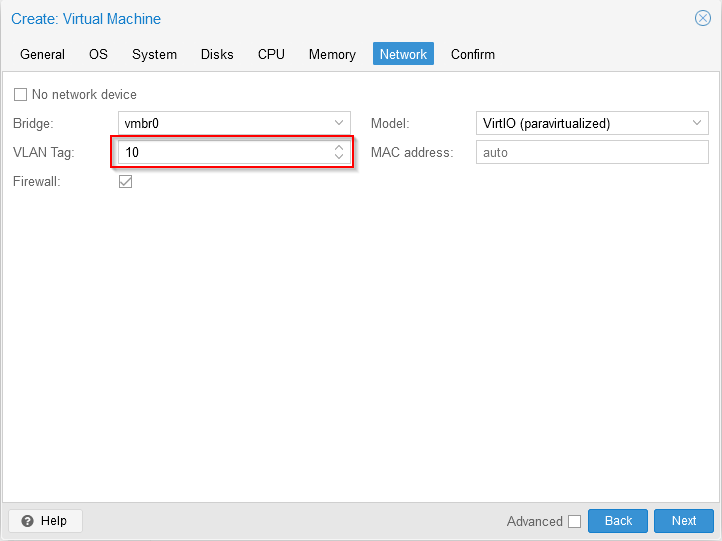 Create: Virtual Machine
General OS System Disks CPU Memory Network Confirm
No network device
Bridge: vmbr0 Model: VirtIO (paravirtualized)
VLAN Tag: 10 MAC address: auto
Firewall:
Help Advanced Back Next